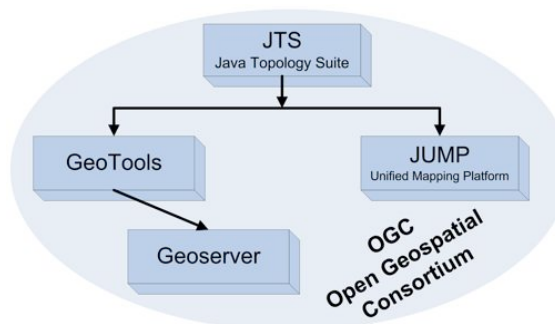 JTS
Java Topology Suite
GeoTools
JUMP
Unified Mapping Platform
Geoserver
OGC
Open Geospatial
Consortium